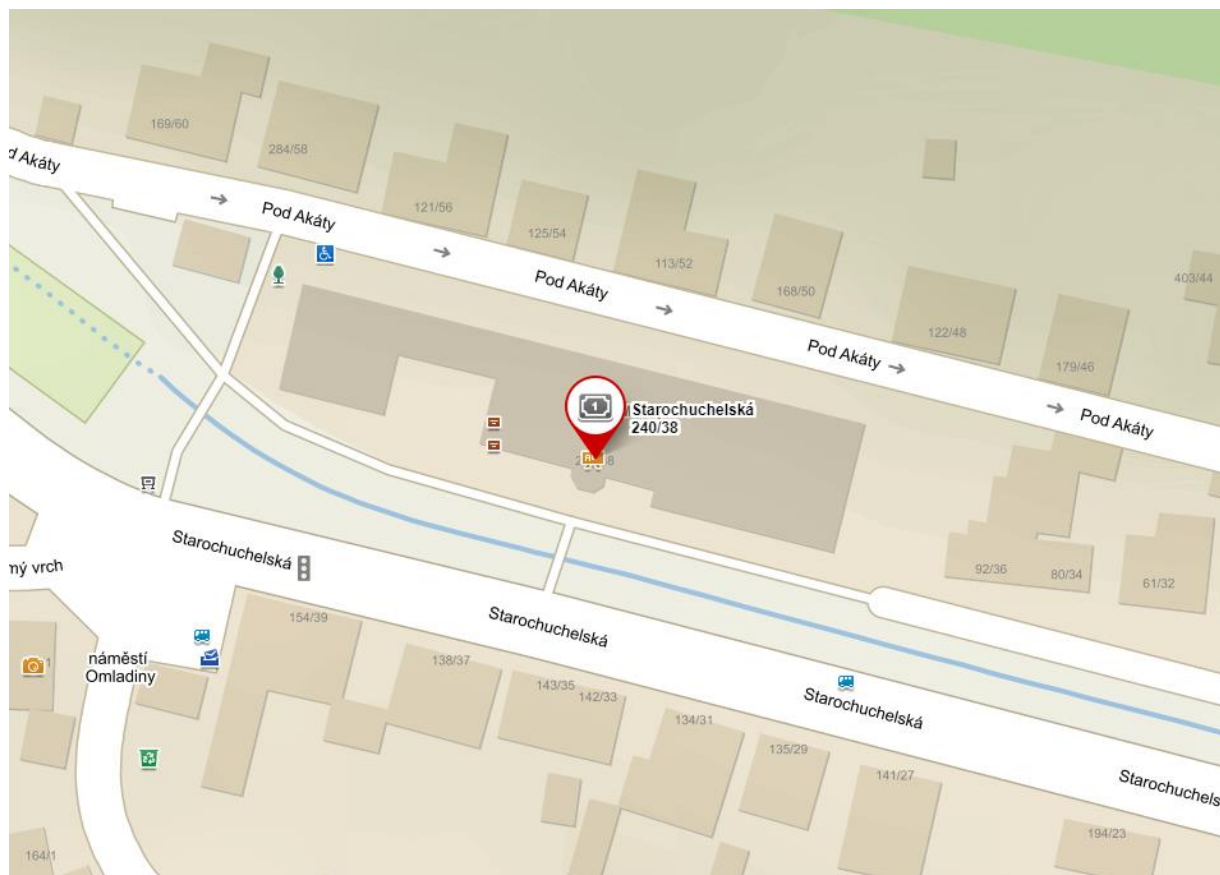 169/60
284/58
d Akáty
Pod Akáty
121/56
125/54
113/52
168/50
403/44
Pod Akáty
122/48
Pod Akáty
179/46
Pod Akáty
1
Starochuchelská
240/38
Starochuchelská
mý vrch
92/36
80/34
61/32
154/39
Starochuchelská
138/37
náměstí
Omladiny
143/35
142/33
Starochuchelská
134/31
135/29
141/27
Starochuchels
194/23
164/1